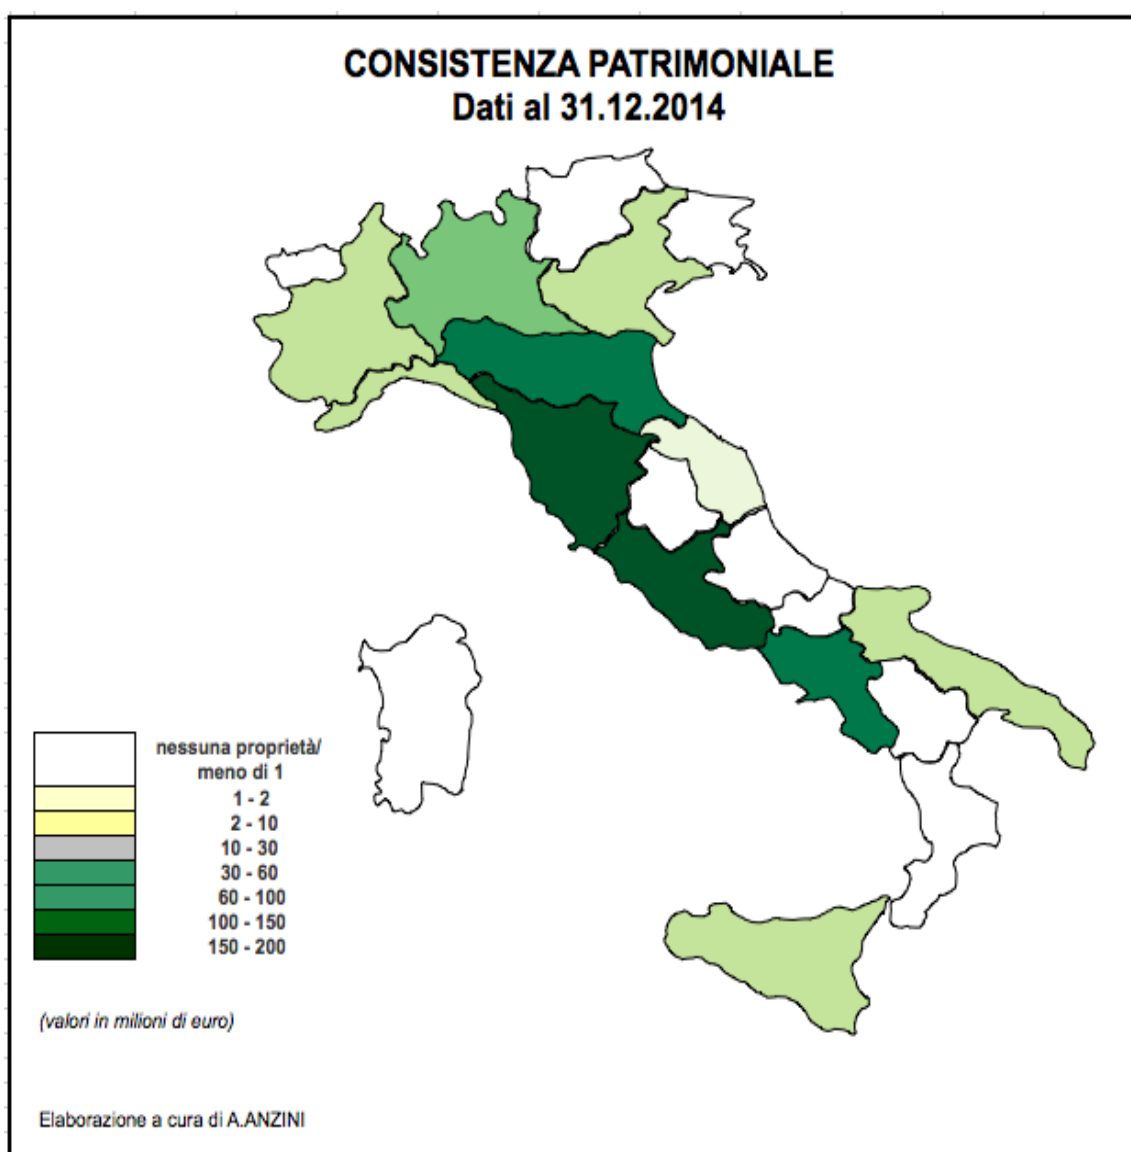 CONSISTENZA PATRIMONIALE
Dati al 31.12.2014
nessuna proprietà/
meno di 1
1 - 2
2 - 10
10 - 30
30 - 60
60 - 100
100 - 150
150 - 200
(valori in milioni di euro)
Elaborazione a cura di A.ANZINI